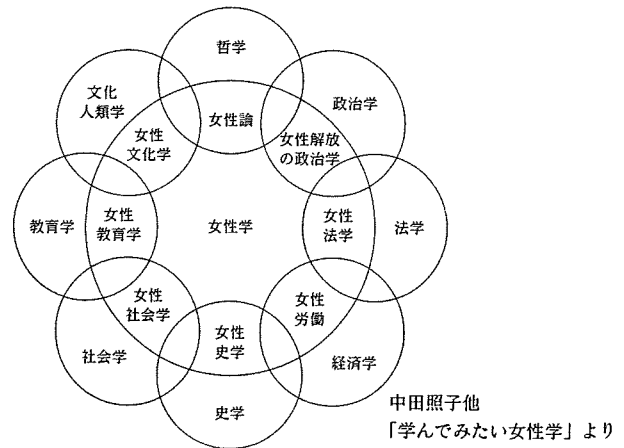 哲学
文化
人類学
政治学
女性論
女性
文化学
女性解放
の政治学
教育学
女性
教育学
女性学
女性
法学
法学
女性
社会学
女性
史学
女性
労働
社会学
経済学
史学
中田照子他
「学んでみたい女性学」より